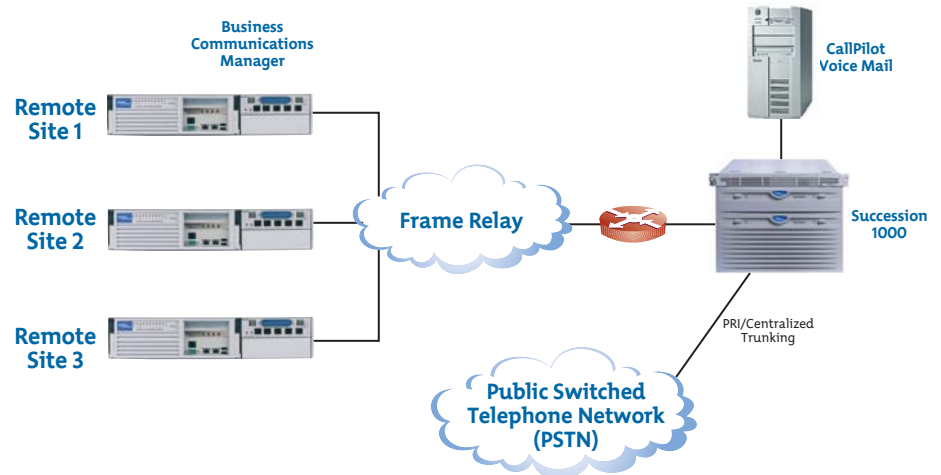 Business
Communications
Manager
CallPilot
Voice Mail
Remote
Site 1
Remote
Site 2
Frame Relay
Succession
1000
Remote
Site 3
PRI/Centralized
Trunking
Public Switched
Telephone Network
(PSTN)